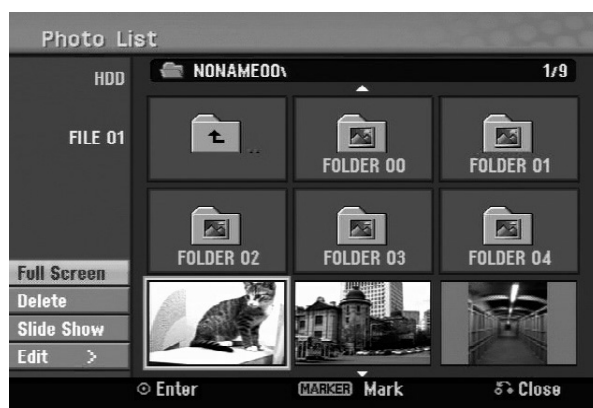 Photo List
HDD
NONAME00\
1/9
FILE 01
..
FOLDER 00
FOLDER 01
FOLDER 02
FOLDER 03
FOLDER 04
Full Screen
Delete
Slide Show
Edit >
Enter
MARKER Mark
Close